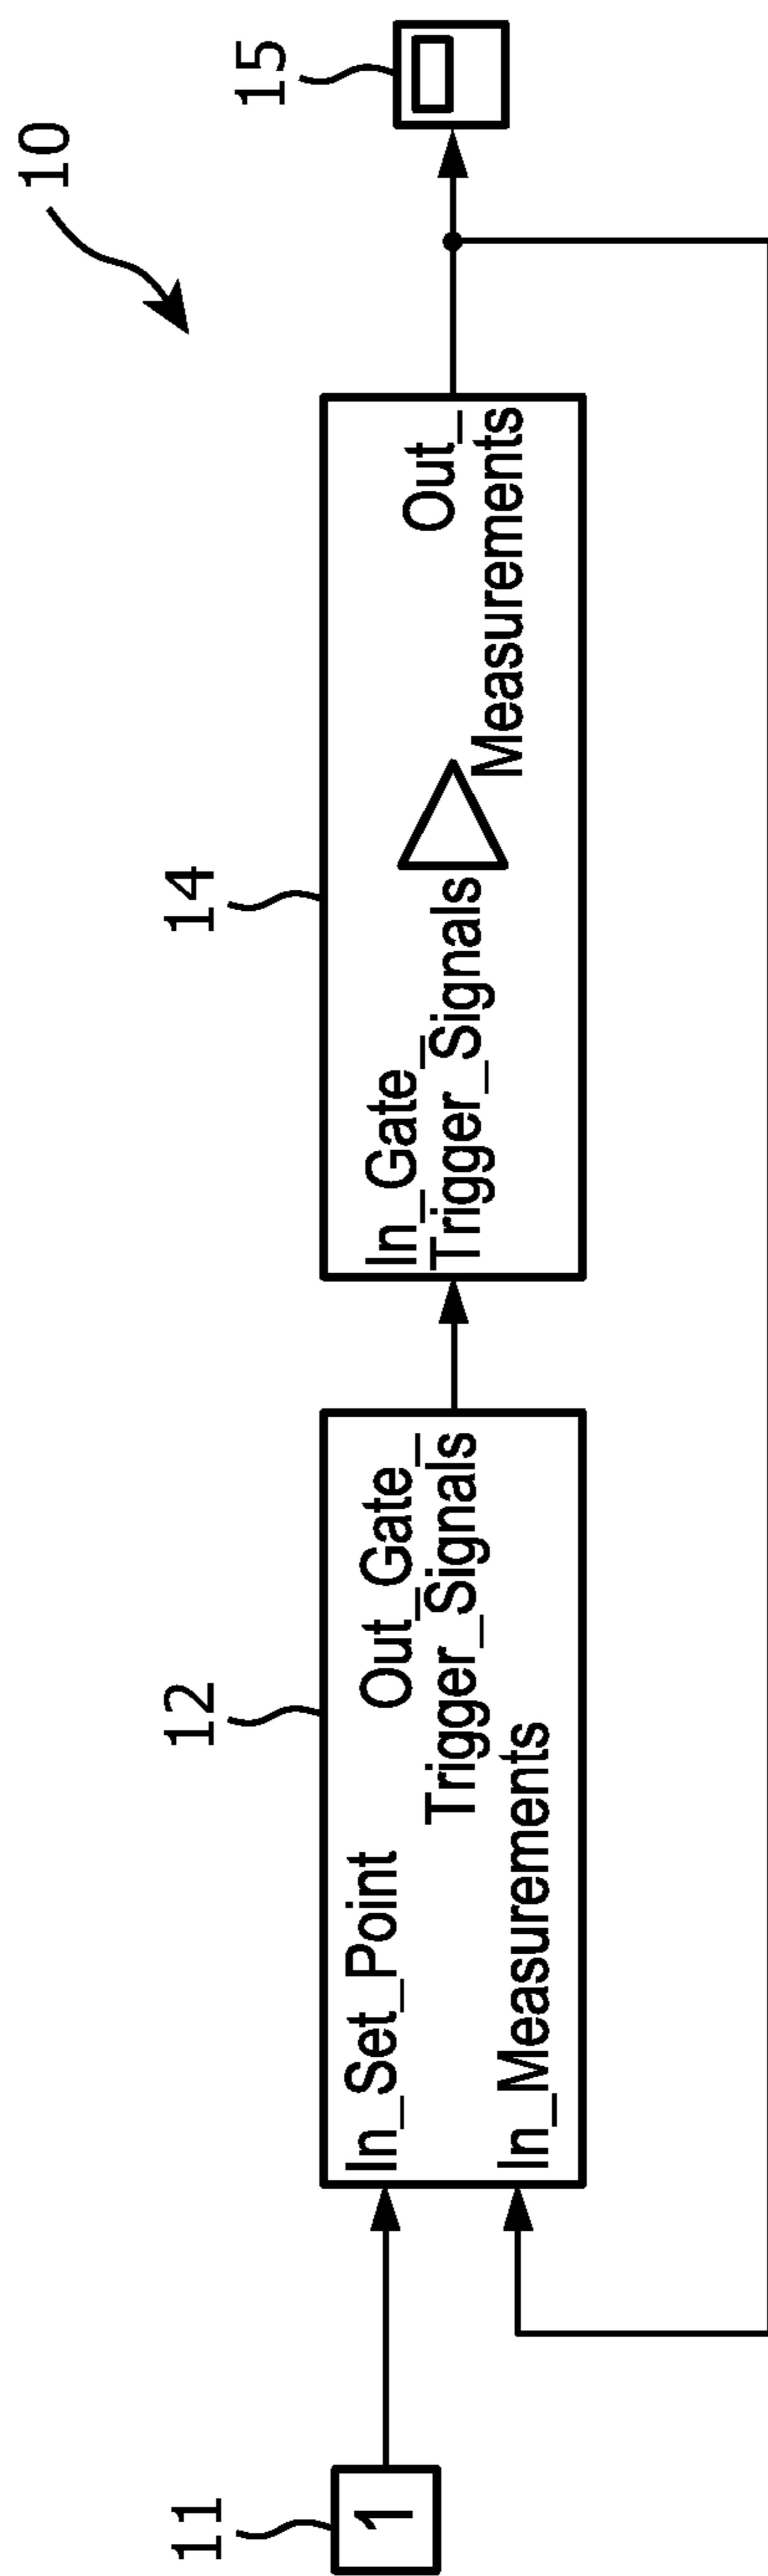 10
11
1
12
In_Set_Point
Out_Gate_
Trigger_Signals
In_Measurements
14
In_Gate_
Trigger_Signals
Out_
Measurements
15